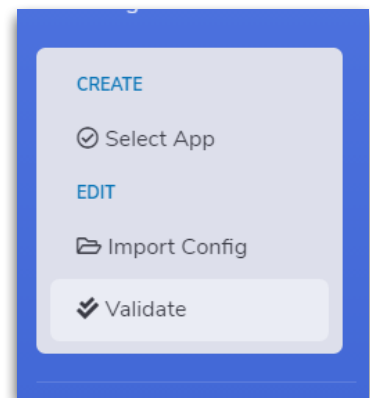 CREATE
Select App
EDIT
Import Config
Validate